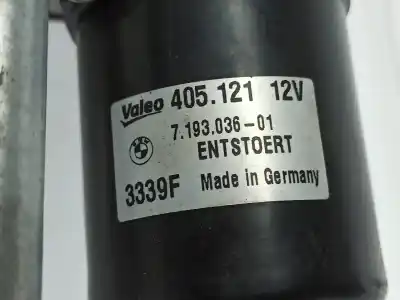 Valeo 405.121 12V
7.193.036-01
ENTSTOERT
3339F Made in Germany